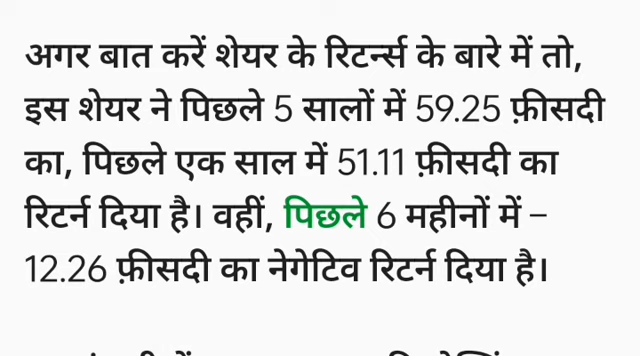 अगर बात करें शेयर के रिटर्न्स के बारे में तो,
इस शेयर ने पिछले 5 सालों में 59.25 फ़ीसदी
का, पिछले एक साल में 51.11 फ़ीसदी का
रिटर्न दिया है। वहीं, पिछले 6 महीनों में –
12.26 फ़ीसदी का नेगेटिव रिटर्न दिया है।